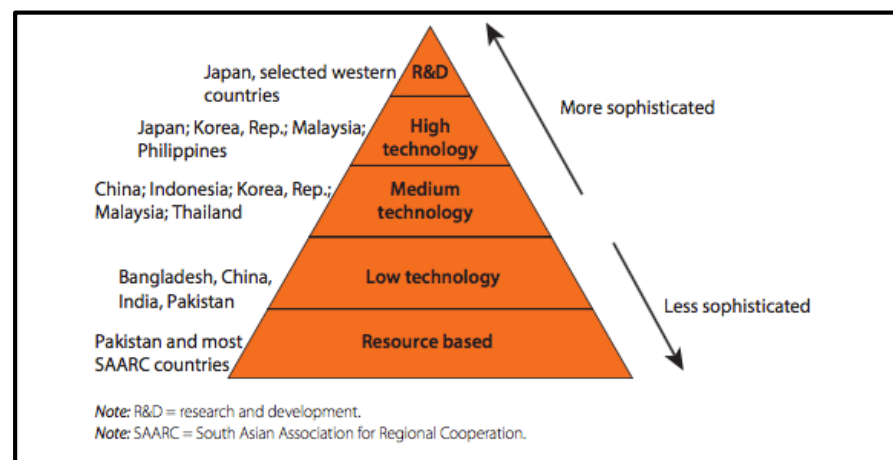 Japan, selected western
countries
R&D
More sophisticated
Japan; Korea, Rep.; Malaysia;
Philippines
High
technology
China; Indonesia; Korea, Rep.;
Malaysia; Thailand
Medium
technology
Bangladesh, China,
India, Pakistan
Low technology
Less sophisticated
Pakistan and most
SAARC countries
Resource based
Note: R&D = research and development.
Note: SAARC = South Asian Association for Regional Cooperation.